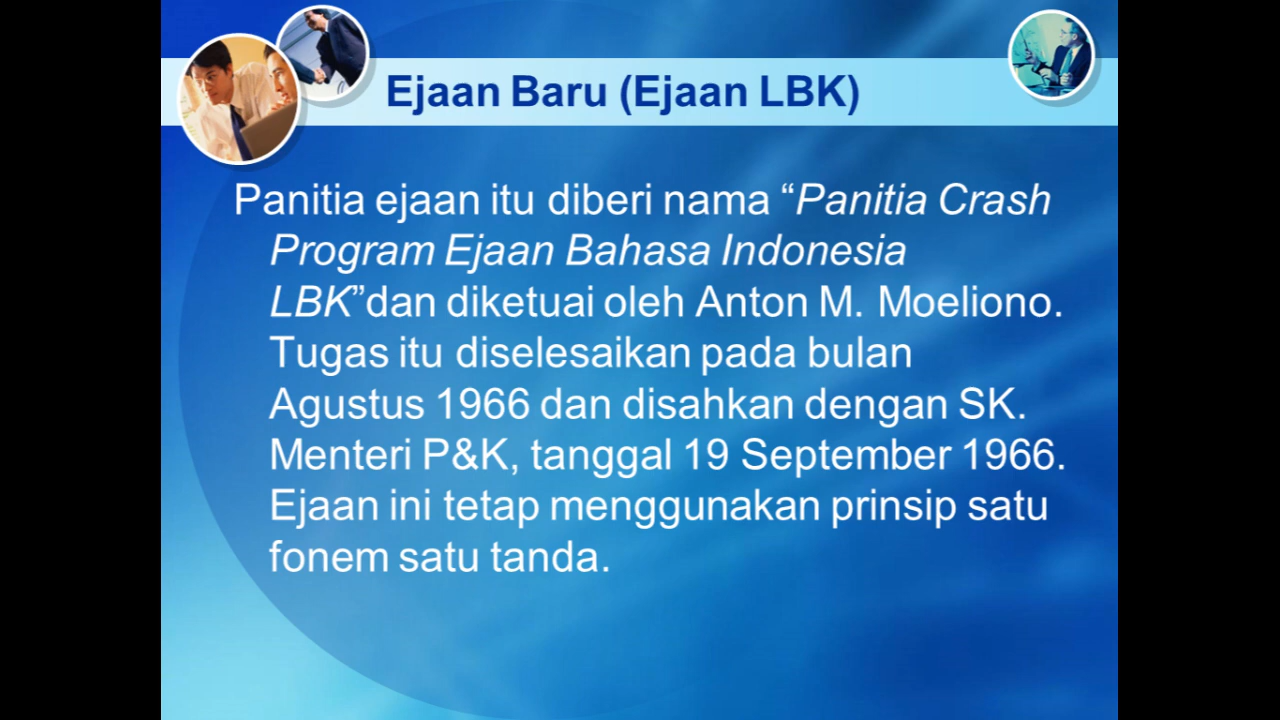 Ejaan Baru (Ejaan LBK)
Panitia ejaan itu diberi nama “Panitia Crash
Program Ejaan Bahasa Indonesia
LBK”dan diketuai oleh Anton M. Moeliono.
Tugas itu diselesaikan pada bulan
Agustus 1966 dan disahkan dengan SK.
Menteri P&K, tanggal 19 September 1966.
Ejaan ini tetap menggunakan prinsip satu
fonem satu tanda.